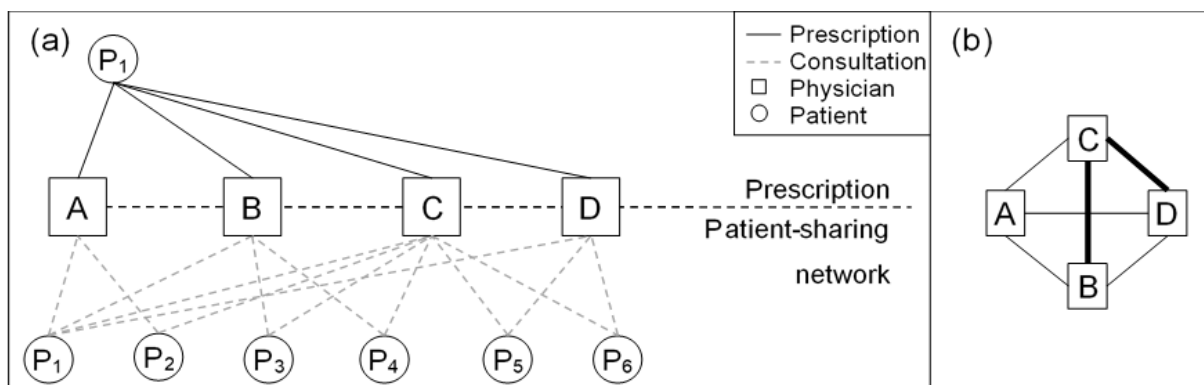 (a)
P₁
Prescription
Consultation
Physician
Patient
A B C D
Prescription
Patient-sharing
network
P₁ P₂ P₃ P₄ P₅ P₆
(b)
C
A D
B